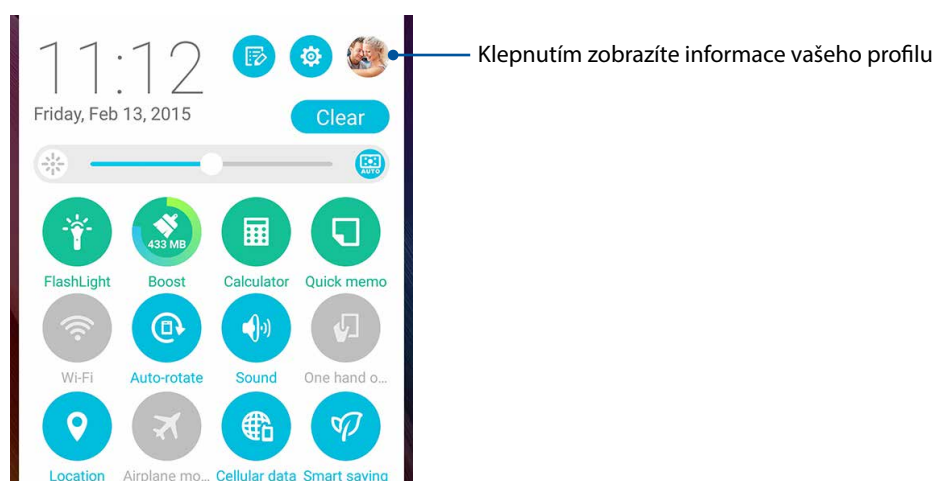 11:12
Klepnutím zobrazíte informace vašeho profilu
Friday, Feb 13, 2015
Clear
AUTO
433 MB
FlashLight Boost Calculator Quick memo
Wi-Fi Auto-rotate Sound One hand o...
Location Airplane mo... Cellular data Smart saving